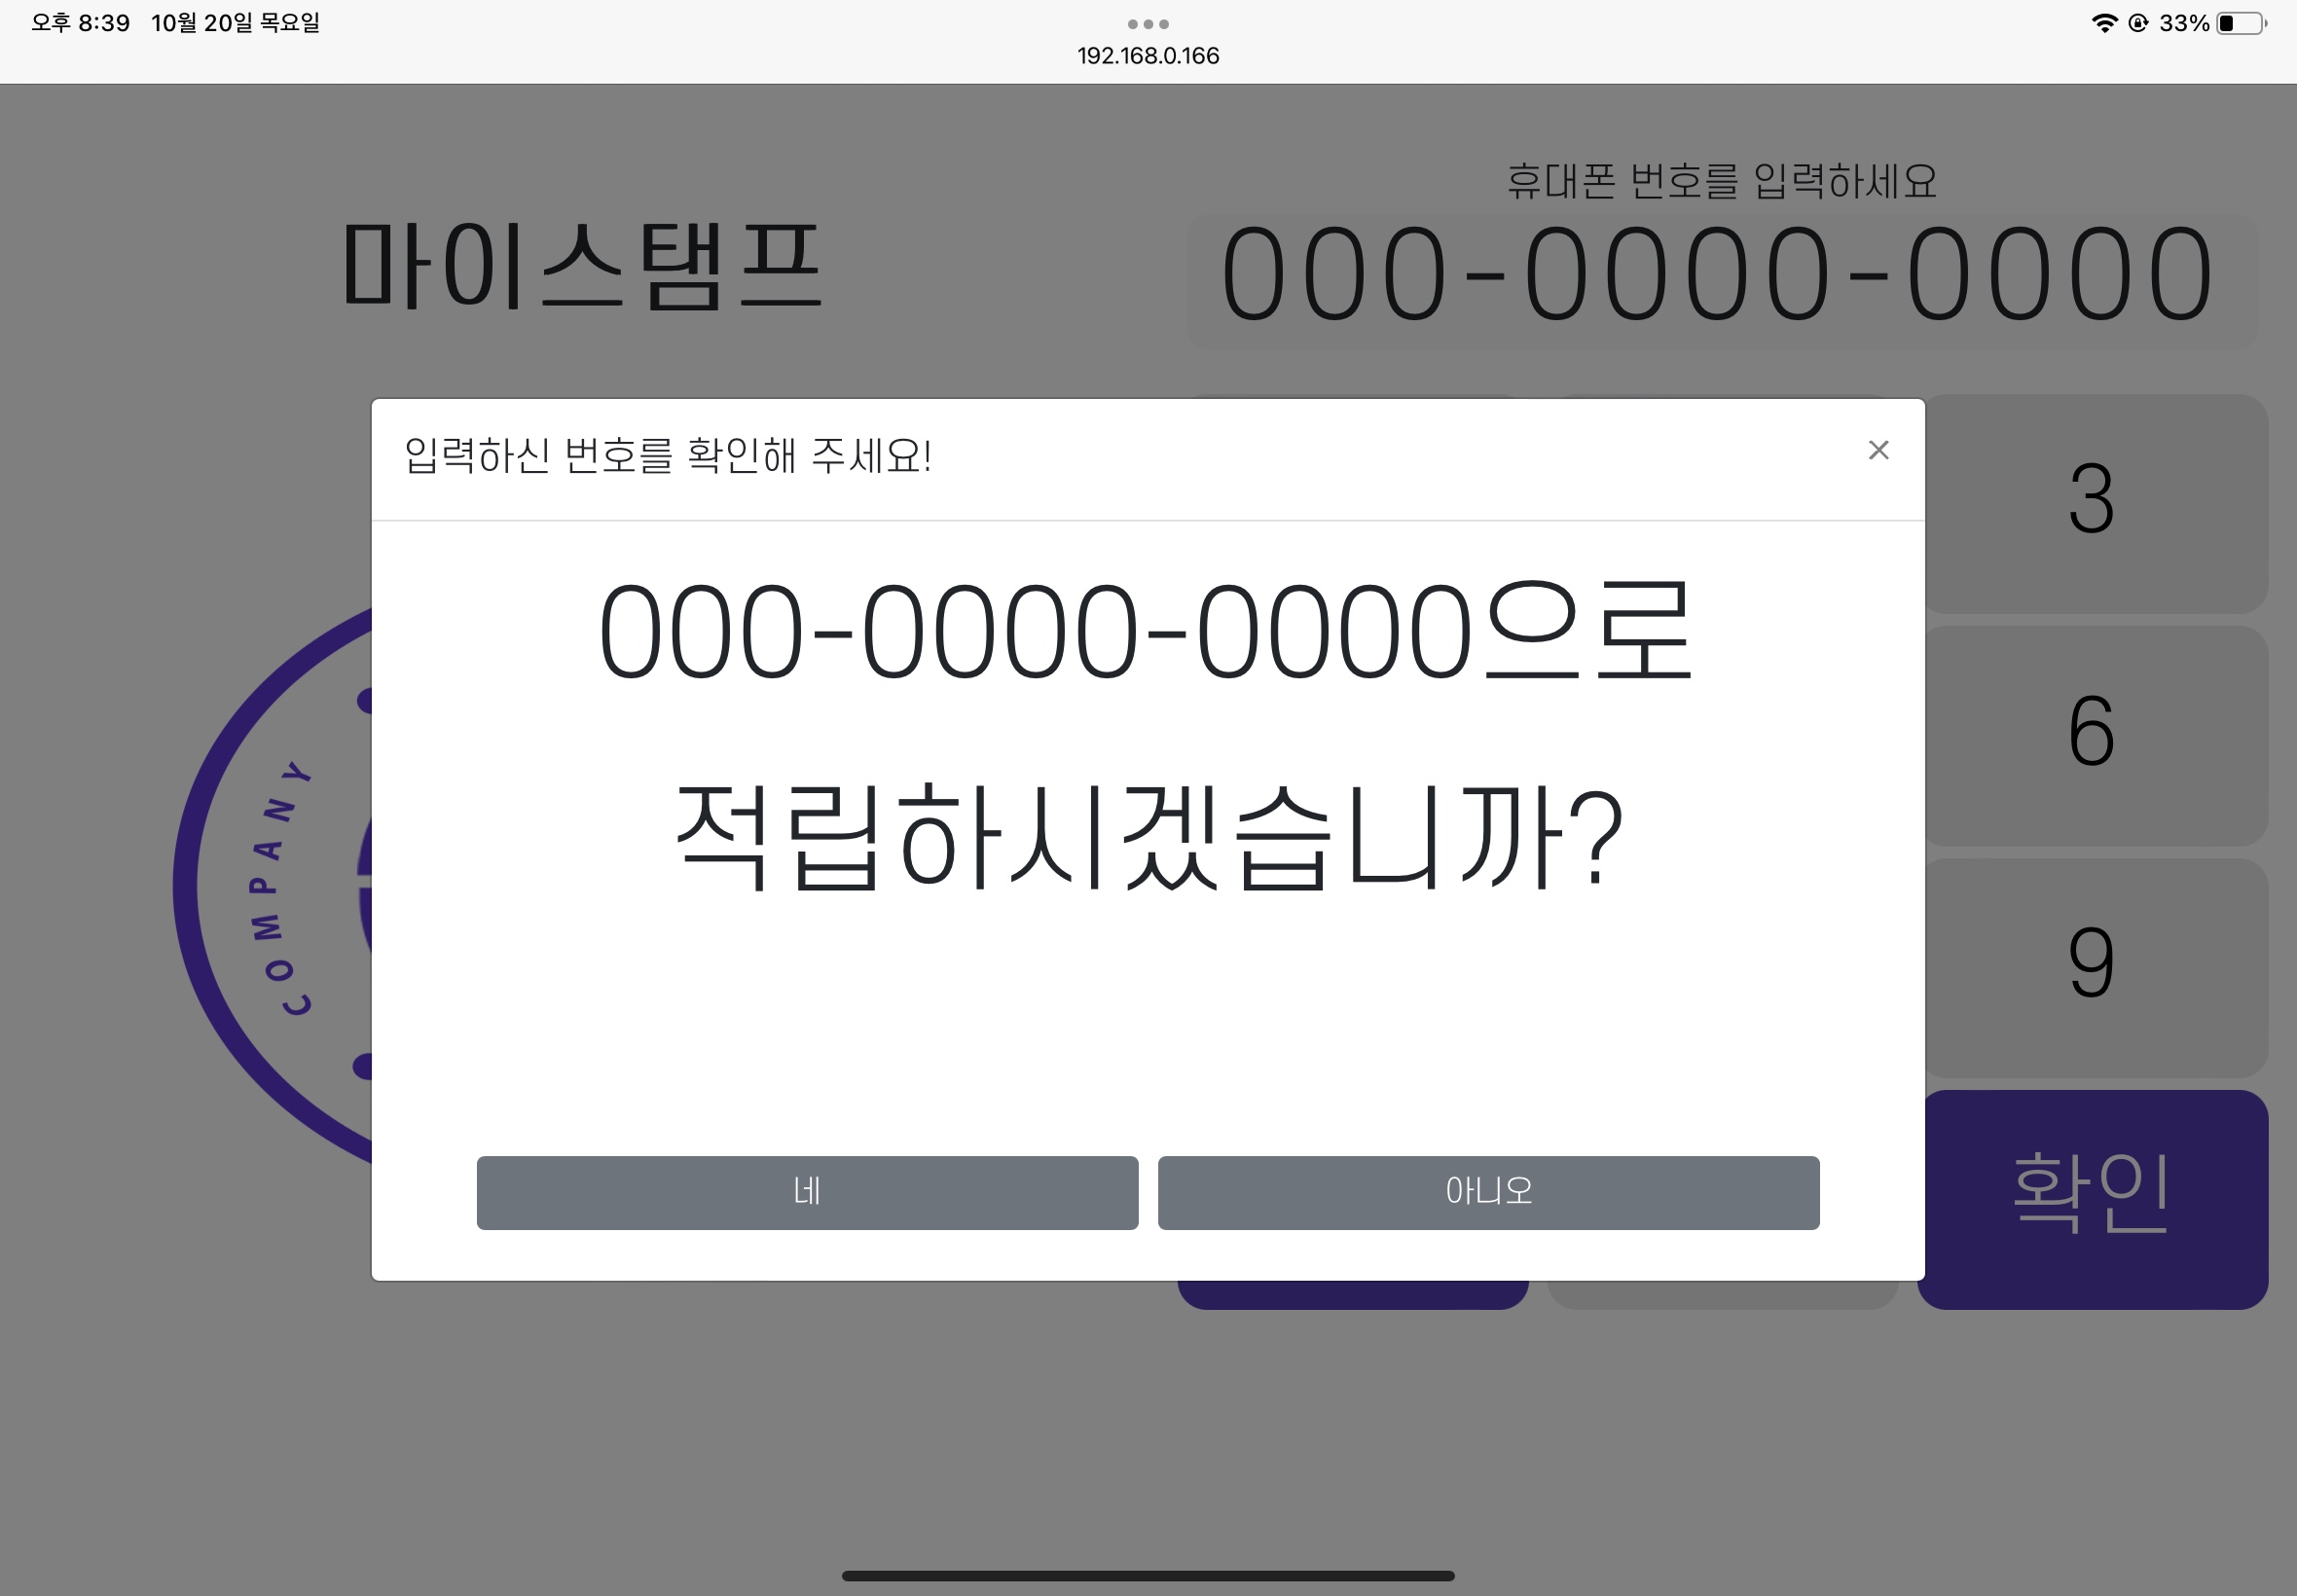 오후 8:39 10월 20일 목요일
192.168.0.166
33%
마이스탬프
휴대폰 번호를 입력하세요
000-0000-0000
입력하신 번호를 확인해 주세요!
×
000-0000-0000으로
적립하시겠습니까?
네 아니오
3
6
9
확인
COMPANY